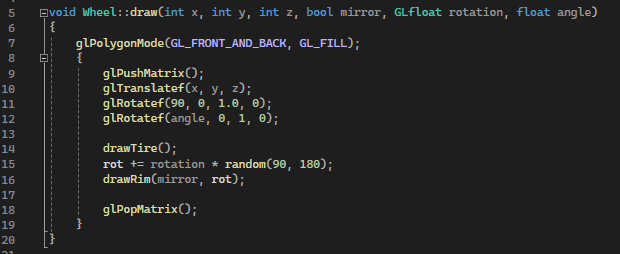 5 void Wheel::draw(int x, int y, int z, bool mirror, GLfloat rotation, float angle)
6 {
7 glPolygonMode(GL_FRONT_AND_BACK, GL_FILL);
8 {
9 glPushMatrix();
10 glTranslatef(x, y, z);
11 glRotatef(90, 0, 1.0, 0);
12 glRotatef(angle, 0, 1, 0);
13
14 drawTire();
15 rot += rotation * random(90, 180);
16 drawRim(mirror, rot);
17
18 glPopMatrix();
19 }
20 }